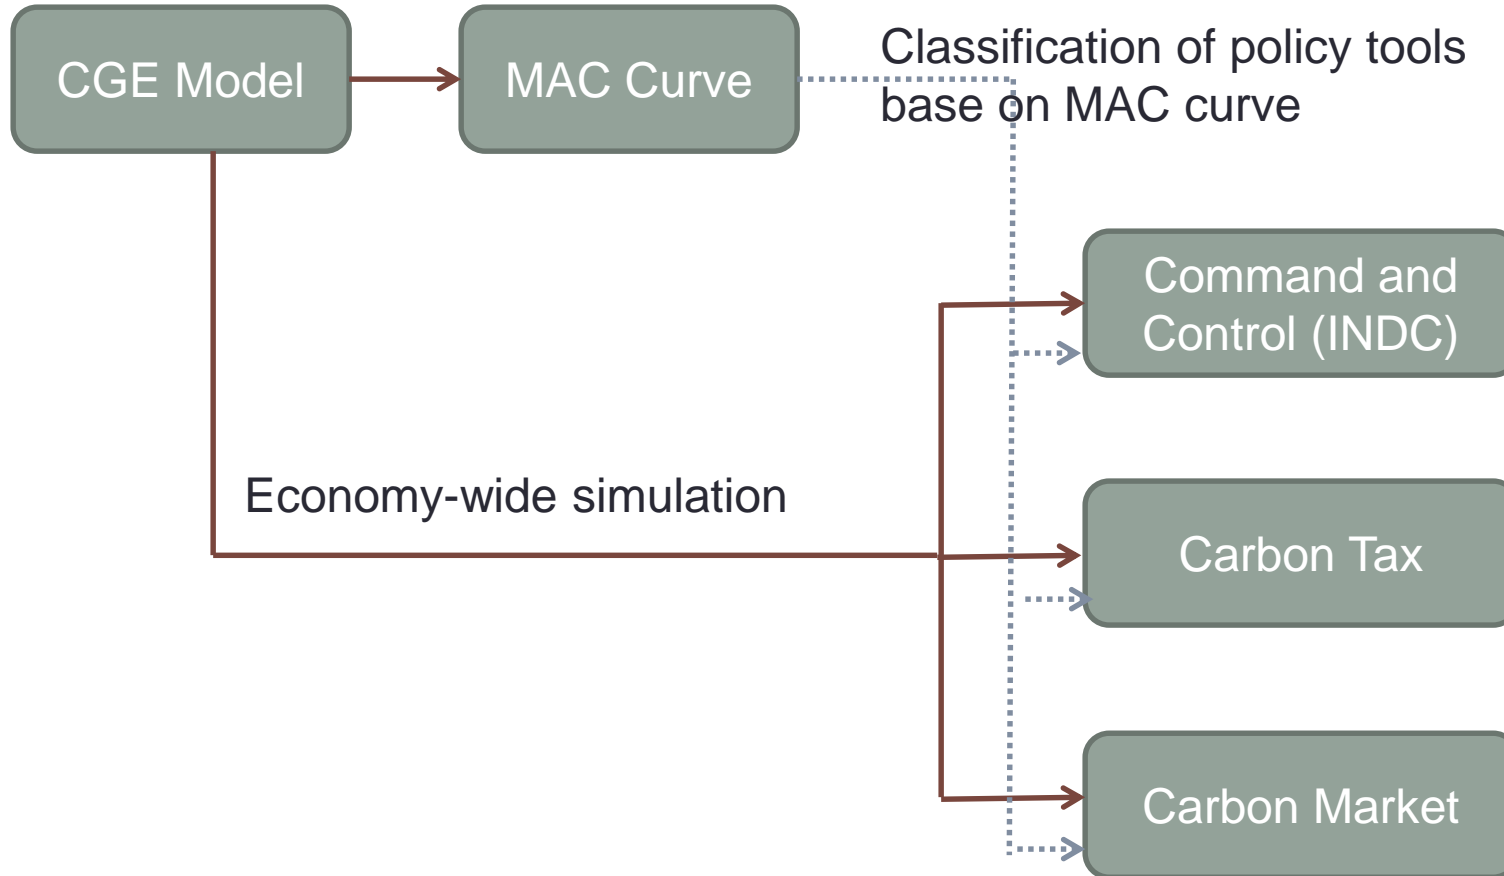 CGE Model
MAC Curve
Classification of policy tools
base on MAC curve
Command and
Control (INDC)
Economy-wide simulation
Carbon Tax
Carbon Market